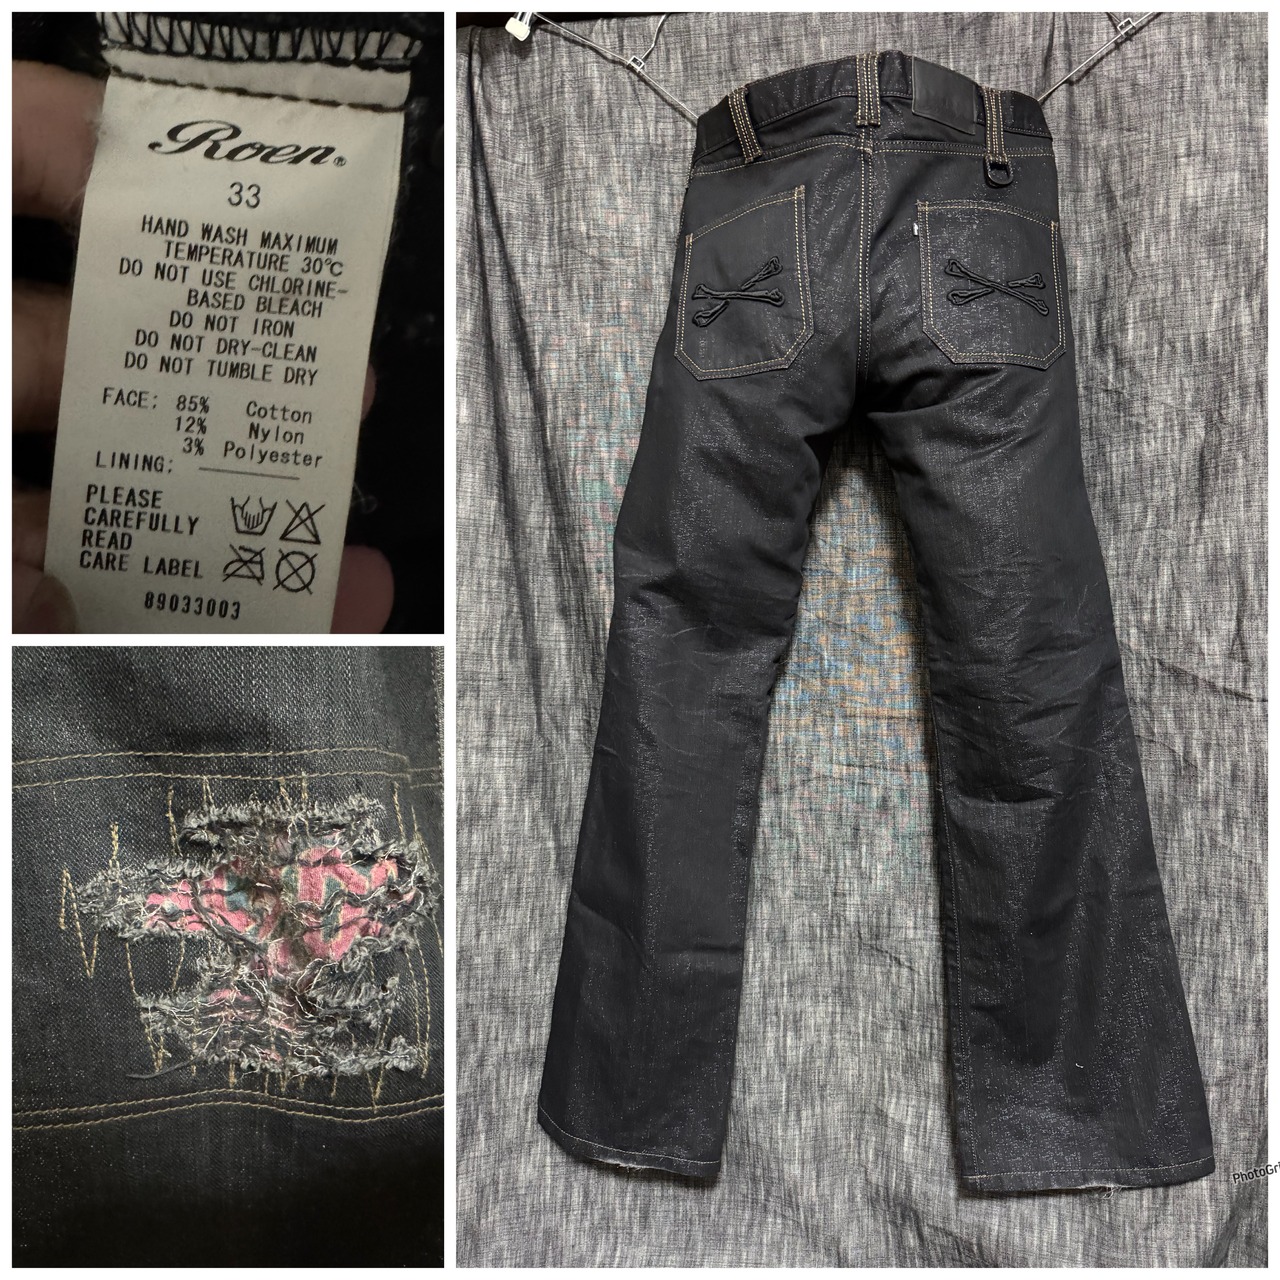 Roen®
33
HAND WASH MAXIMUM
TEMPERATURE 30℃
DO NOT USE CHLORINE-
BASED BLEACH
DO NOT IRON
DO NOT DRY-CLEAN
DO NOT TUMBLE DRY
FACE: 85% Cotton
12% Nylon
3% Polyester
LINING:
PLEASE
CAREFULLY
READ
CARE LABEL
89033003
PhotoGri